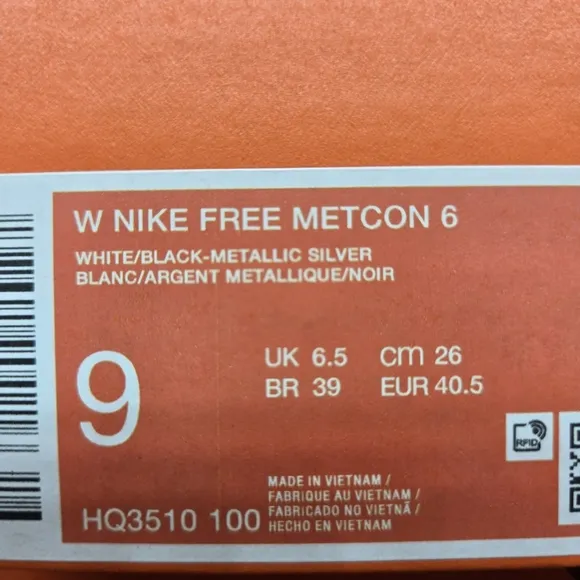 W NIKE FREE METCON 6
WHITE/BLACK-METALLIC SILVER
BLANC/ARGENT METALLIQUE/NOIR
9
UK 6.5 cm 26
BR 39 EUR 40.5
RFID
MADE IN VIETNAM /
FABRIQUE AU VIETNAM /
FABRICADO NO VIETNÃ /
HQ3510 100 HECHO EN VIETNAM